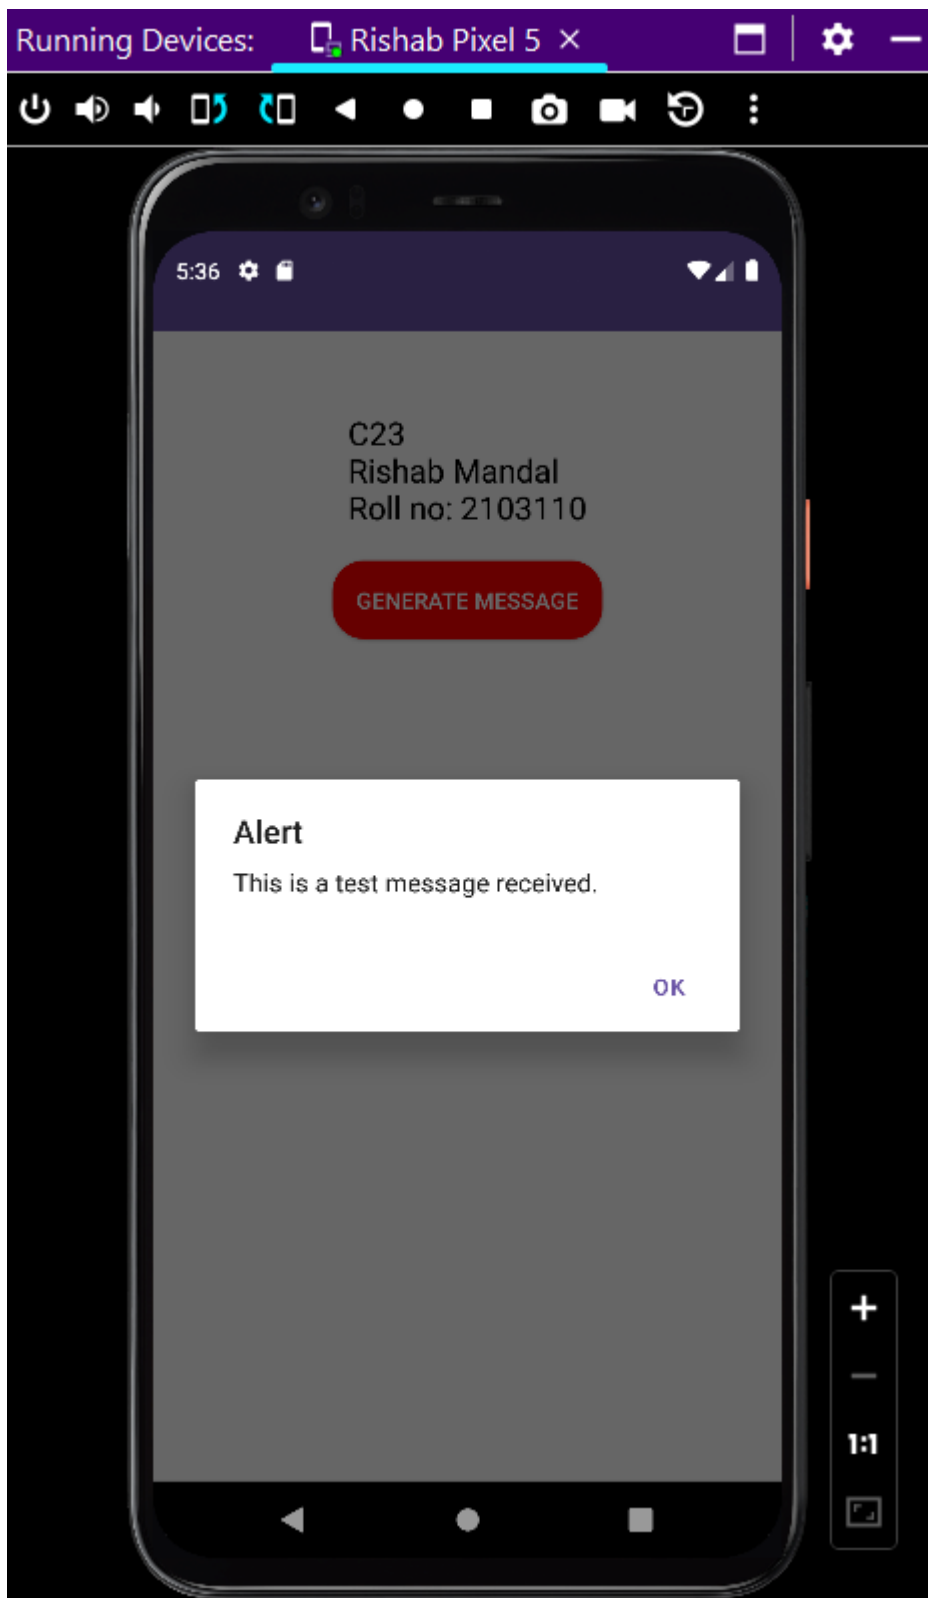 Running Devices: Rishab Pixel 5
5:36
C23
Rishab Mandal
Roll no: 2103110
GENERATE MESSAGE
Alert
This is a test message received.
OK
1:1